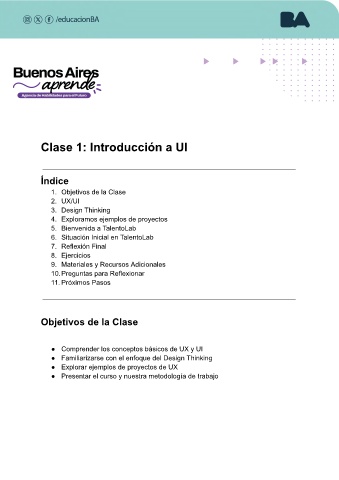 /educacionBA
BA
Buenos Aires
aprende
Agencia de Habilidades para el Futuro
Clase 1: Introducción a UI
Índice
1. Objetivos de la Clase
2. UX/UI
3. Design Thinking
4. Exploramos ejemplos de proyectos
5. Bienvenida a TalentoLab
6. Situación Inicial en TalentoLab
7. Reflexión Final
8. Ejercicios
9. Materiales y Recursos Adicionales
10. Preguntas para Reflexionar
11. Próximos Pasos
Objetivos de la Clase
● Comprender los conceptos básicos de UX y UI
● Familiarizarse con el enfoque del Design Thinking
● Explorar ejemplos de proyectos de UX
● Presentar el curso y nuestra metodología de trabajo